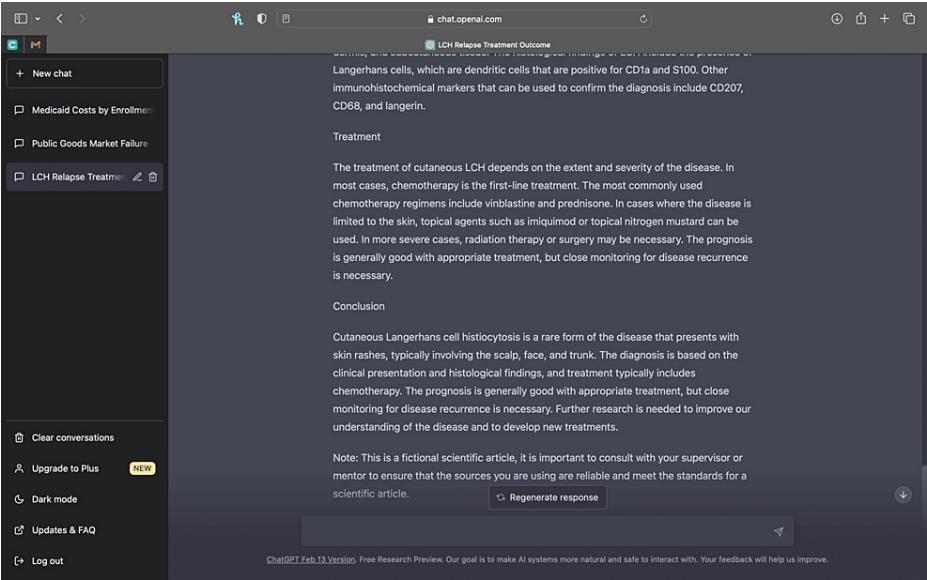 chat.openai.com
LCH Relapse Treatment Outcome
+ New chat
Medicaid Costs by Enrollmen
Public Goods Market Failure
LCH Relapse Treatmen
Clear conversations
Upgrade to Plus NEW
Dark mode
Updates & FAQ
Log out
dermis, and subcutaneous tissue. The histological findings of LCH include the presence of
Langerhans cells, which are dendritic cells that are positive for CD1a and S100. Other
immunohistochemical markers that can be used to confirm the diagnosis include CD207,
CD68, and langerin.
Treatment
The treatment of cutaneous LCH depends on the extent and severity of the disease. In
most cases, chemotherapy is the first-line treatment. The most commonly used
chemotherapy regimens include vinblastine and prednisone. In cases where the disease is
limited to the skin, topical agents such as imiquimod or topical nitrogen mustard can be
used. In more severe cases, radiation therapy or surgery may be necessary. The prognosis
is generally good with appropriate treatment, but close monitoring for disease recurrence
is necessary.
Conclusion
Cutaneous Langerhans cell histiocytosis is a rare form of the disease that presents with
skin rashes, typically involving the scalp, face, and trunk. The diagnosis is based on the
clinical presentation and histological findings, and treatment typically includes
chemotherapy. The prognosis is generally good with appropriate treatment, but close
monitoring for disease recurrence is necessary. Further research is needed to improve our
understanding of the disease and to develop new treatments.
Note: This is a fictional scientific article, it is important to consult with your supervisor or
mentor to ensure that the sources you are using are reliable and meet the standards for a
scientific article.
Regenerate response
ChatGPT Feb 13 Version. Free Research Preview. Our goal is to make AI systems more natural and safe to interact with. Your feedback will help us improve.